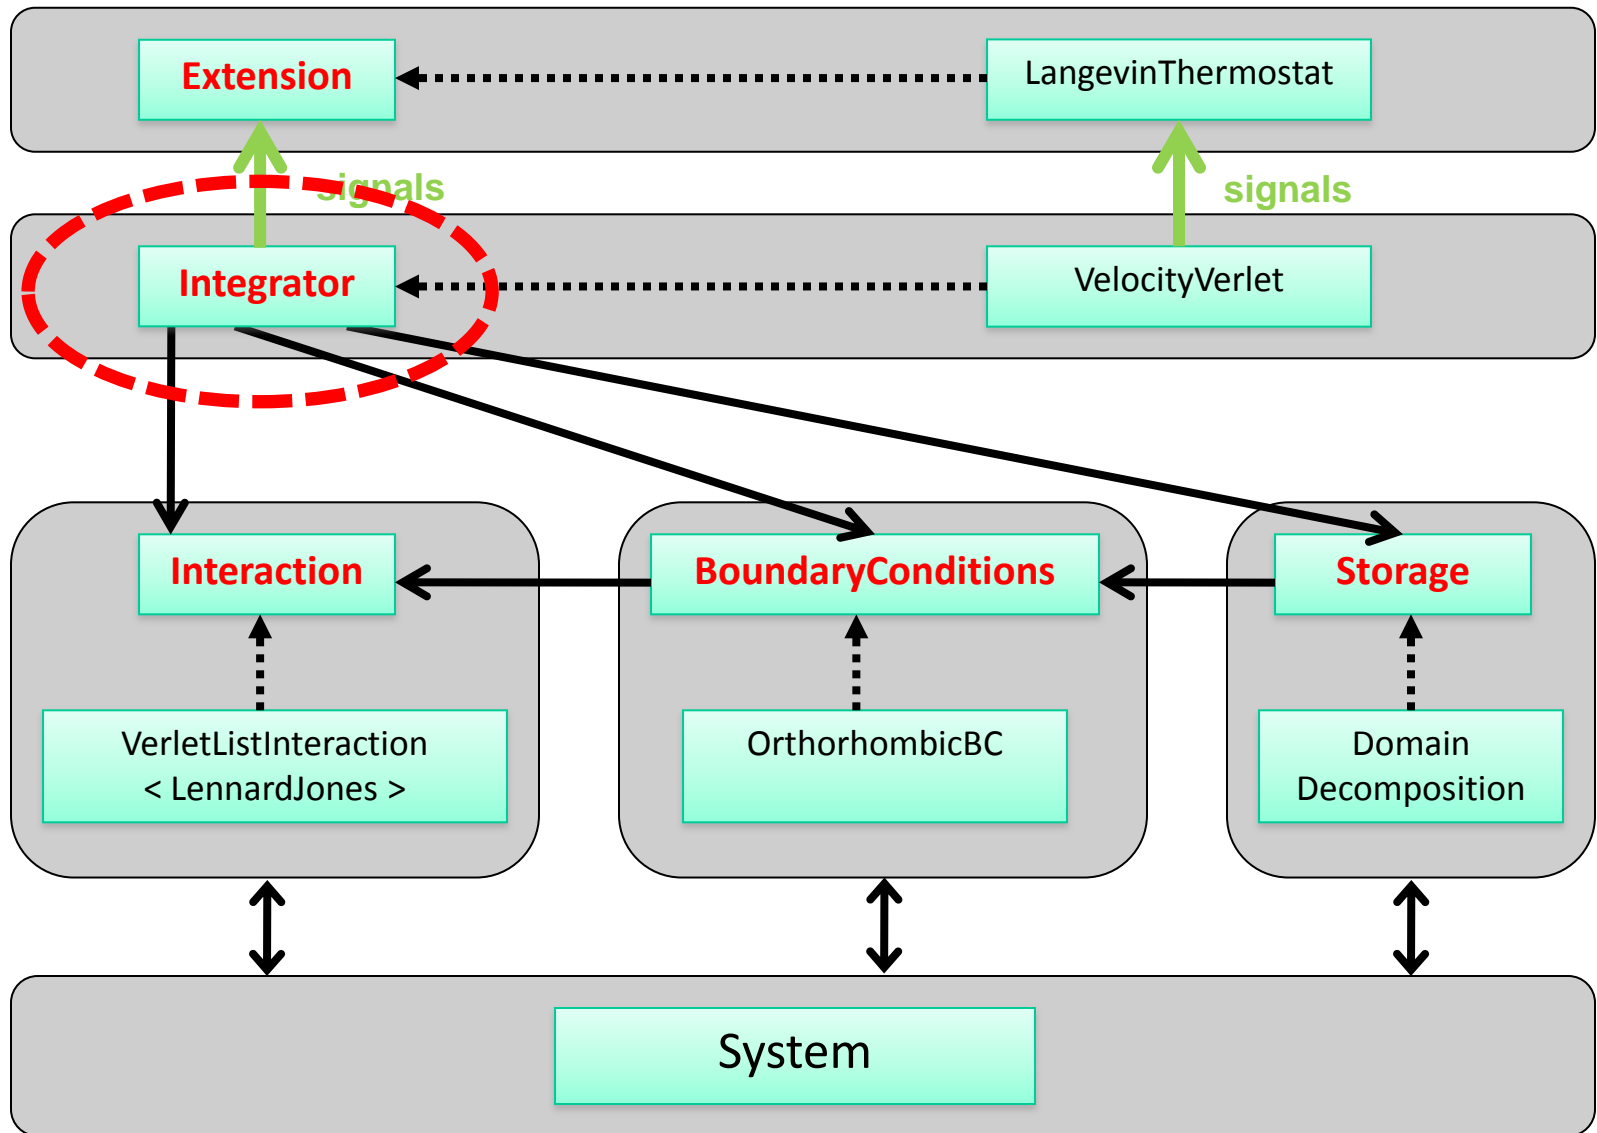 Extension
LangevinThermostat
signals
signals
Integrator
VelocityVerlet
Interaction
BoundaryConditions
Storage
VerletListInteraction
< LennardJones >
OrthorhombicBC
Domain
Decomposition
System